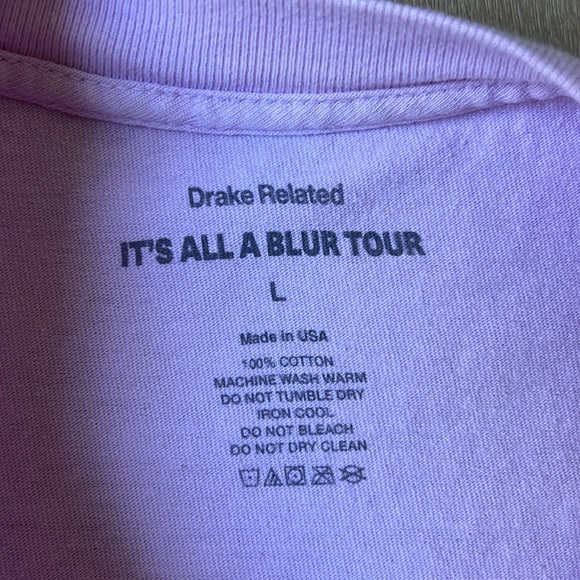 Drake Related
IT'S ALL A BLUR TOUR
L
Made in USA
100% COTTON
MACHINE WASH WARM
DO NOT TUMBLE DRY
IRON COOL
DO NOT BLEACH
DO NOT DRY CLEAN